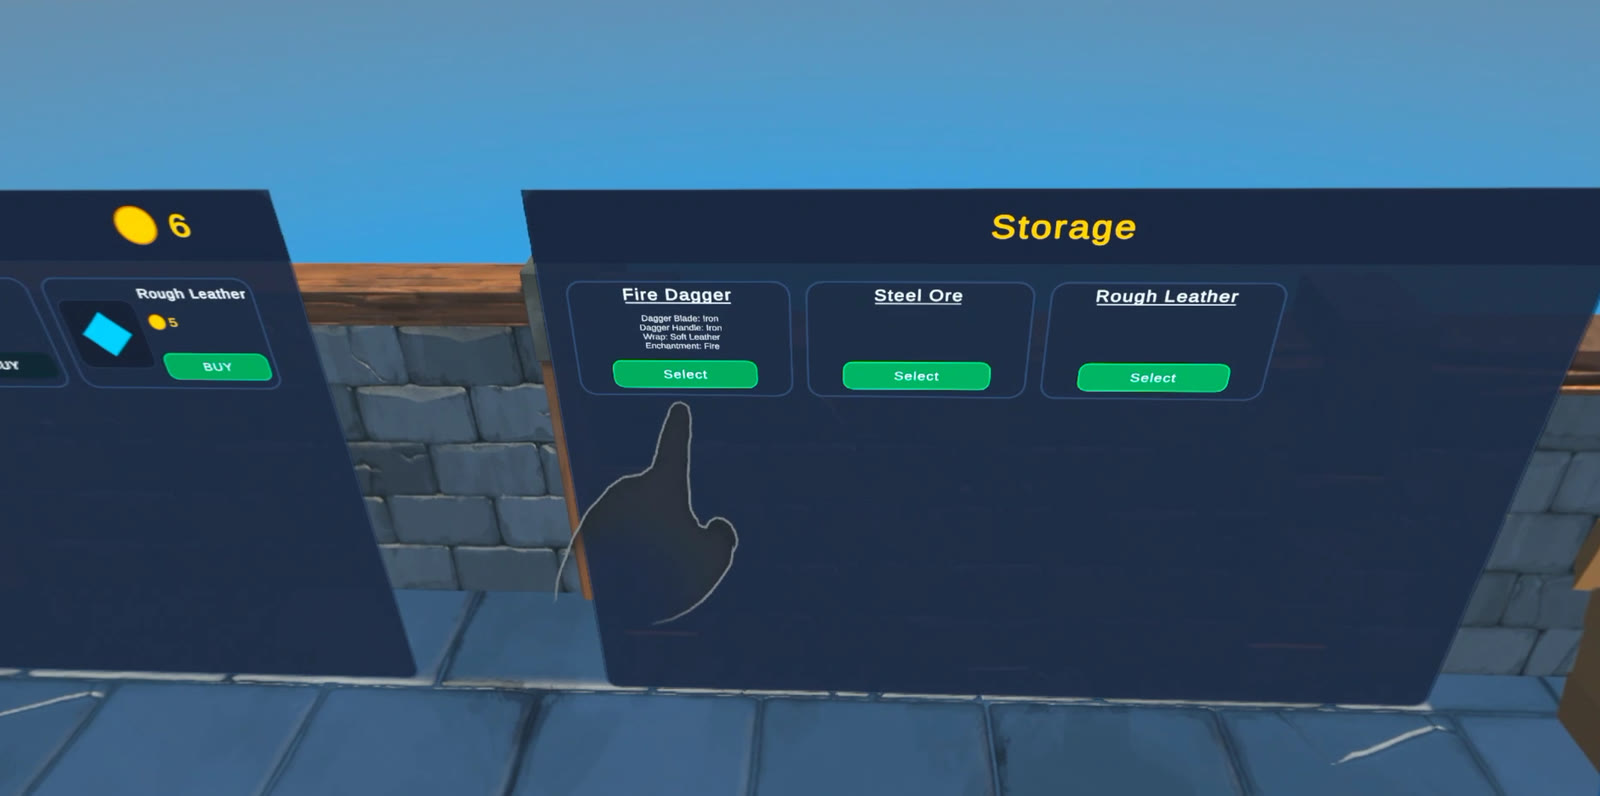 6
Rough Leather
5
BUY
Storage
Fire Dagger
Dagger Blade: Iron
Dagger Handle: Iron
Wrap: Soft Leather
Enchantment: Fire
Select
Steel Ore
Select
Rough Leather
Select